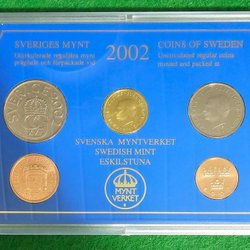 SVERIGES MYNT
2002
COINS OF SWEDEN
Ocirkulerade reguljära mynt
präglade och förpackade vid
Uncirculated regular coins
minted and packed at
SVENSKA MYNTVERKET
SWEDISH MINT
ESKILSTUNA
MYNT
VERKET